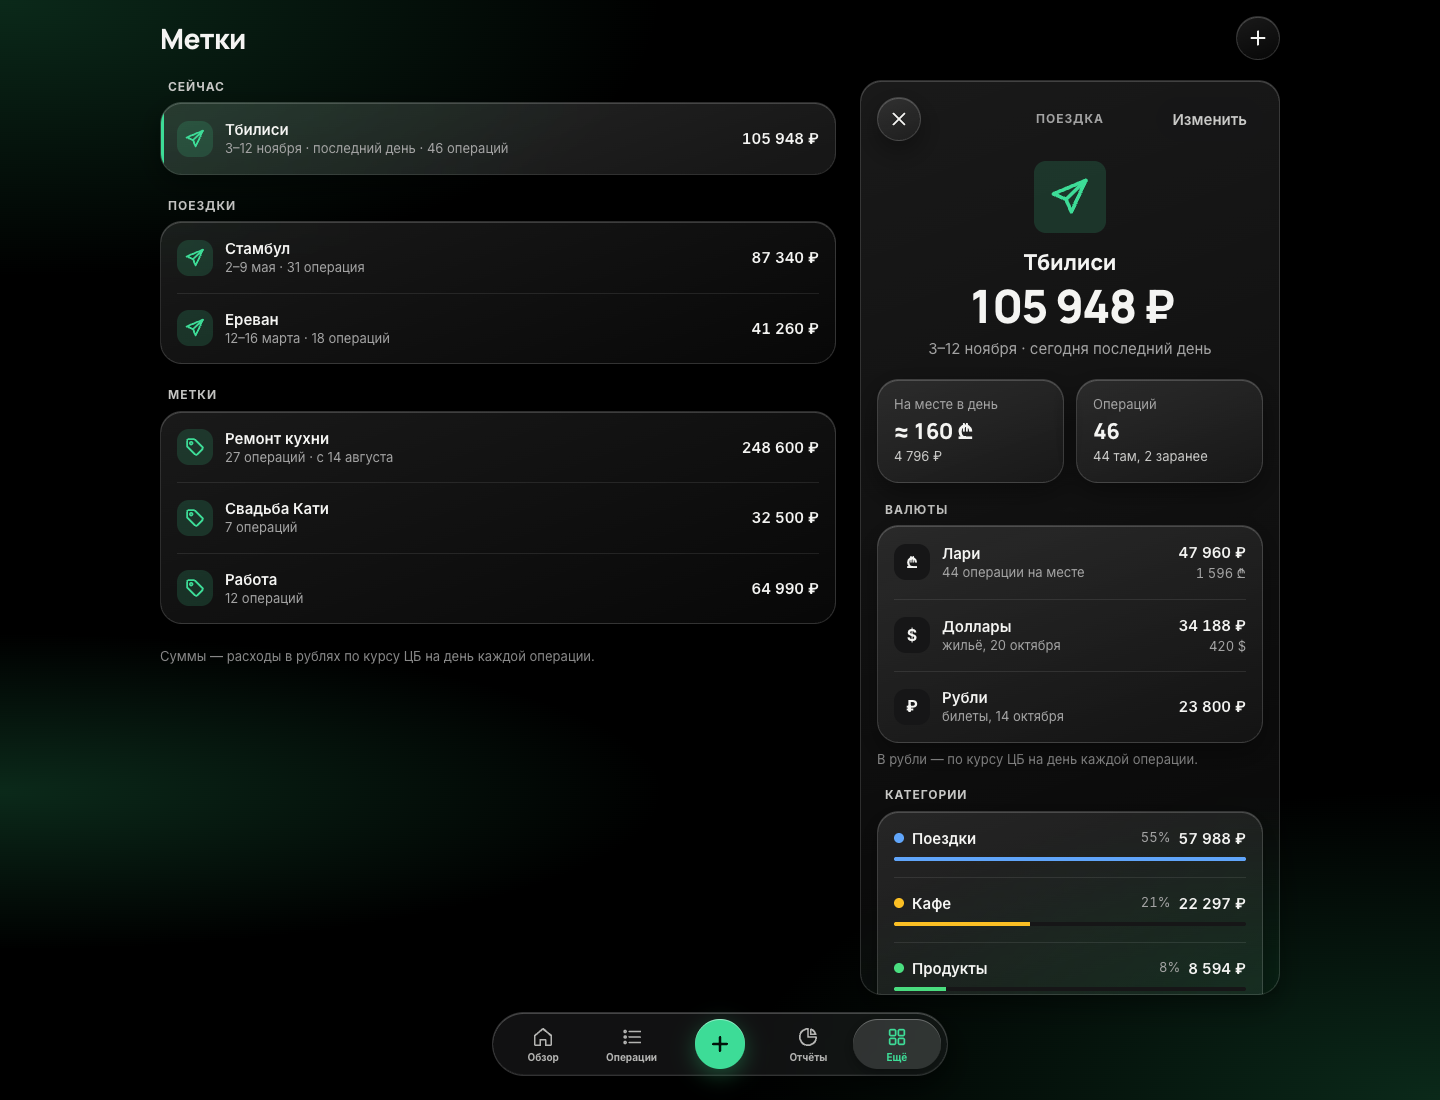 Метки
СЕЙЧАС
Тбилиси
3–12 ноября · последний день · 46 операций
105 948 ₽
ПОЕЗДКИ
Стамбул
2–9 мая · 31 операция
87 340 ₽
Ереван
12–16 марта · 18 операций
41 260 ₽
МЕТКИ
Ремонт кухни
27 операций · с 14 августа
248 600 ₽
Свадьба Кати
7 операций
32 500 ₽
Работа
12 операций
64 990 ₽
Суммы — расходы в рублях по курсу ЦБ на день каждой операции.
ПОЕЗДКА
Изменить
Тбилиси
105 948 ₽
3–12 ноября · сегодня последний день
На месте в день
≈ 160 ₾
4 796 ₽
Операций
46
44 там, 2 заранее
ВАЛЮТЫ
₾
Лари
44 операции на месте
47 960 ₽
1 596 ₾
$
Доллары
жильё, 20 октября
34 188 ₽
420 $
₽
Рубли
билеты, 14 октября
23 800 ₽
В рубли — по курсу ЦБ на день каждой операции.
КАТЕГОРИИ
Поездки
55% 57 988 ₽
Кафе
21% 22 297 ₽
Продукты
8% 8 594 ₽
Обзор
Операции
Отчёты
Ещё